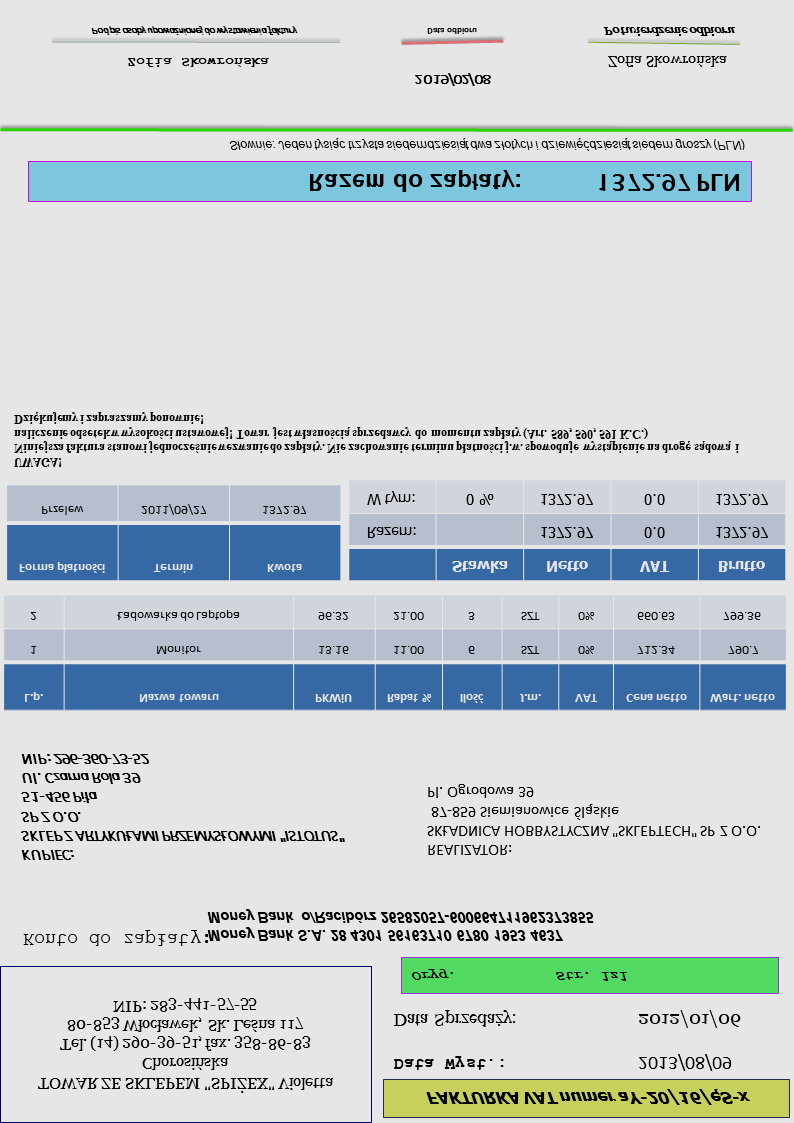 FAKTURKA VAT numer aY-20/16/ęS-x
TOWAR ZE SKLEPEM "SPIŻEX" Violetta
Chorosińska
Tel. (14) 290-39-51, fax. 358-86-83
80-853 Włocławek, Sk. Leśna 117
NIP: 283-441-57-55
Data Wyst.: 2013/08/09
Data Sprzedaży: 2012/01/06
Oryg. Str. 1z1
Konto do zapłaty: Money Bank S.A. 28 4301 56163710 6780 1953 4637
Money Bank o/Racibórz 26582057-600664711962373855
KUPIEC:
SKLEP Z ARTYKUŁAMI PRZEMYSŁOWYMI "ISTOTUS"
SP Z O.O.
51-456 Piła
Ul. Czarna Rola 39
NIP: 296-360-73-52
REALIZATOR:
SKŁADNICA HOBBYSTYCZNA "SKLEPTECH" SP Z O.O.
87-859 Siemianowice Śląskie
Pl. Ogrodowa 39
L.p. Nazwa towaru PKWiU Rabat % Ilość J.m. VAT Cena netto Wart. netto
1 Monitor 13.16 11.00 6 SZT 0% 712.34 790.7
2 Ładowarka do Laptopa 96.32 21.00 3 SZT 0% 660.63 799.36
Forma płatności Termin Kwota
Przelew 2011/09/27 1372.97
Stawka Netto VAT Brutto
Razem: 1372.97 0.0 1372.97
W tym: 0 % 1372.97 0.0 1372.97
UWAGA!
Niniejsza faktura stanowi jednocześnie wezwanie do zapłaty. Nie zachowanie terminu płatności j.w. spowoduje wystąpienie na drogę sądową i
naliczenie odsetek w wysokości ustawowej! Towar jest własnością sprzedawcy do momentu zapłaty (Art. 589, 590, 591 K.C.)
Dziękujemy i zapraszamy ponownie!
Razem do zapłaty: 1372.97 PLN
Słownie: Jeden tysiąc trzysta siedemdziesiąt dwa złotych i dziewięćdziesiąt siedem groszy (PLN)
Zofia Skowrońska
Podpis osoby upoważnionej do wystawienia faktury
2019/02/08
Data odbioru
Zofia Skowrońska
Potwierdzenie odbioru